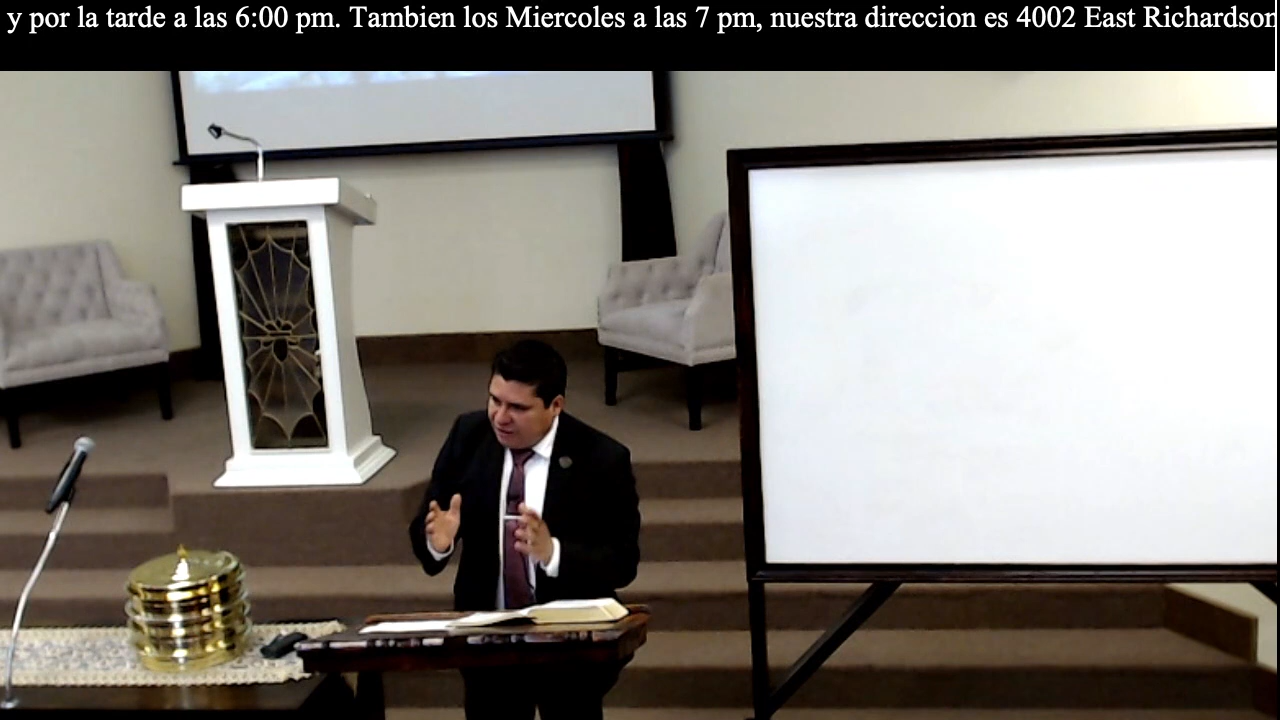 y por la tarde a las 6:00 pm. Tambien los Miercoles a las 7 pm, nuestra direccion es 4002 East Richardson